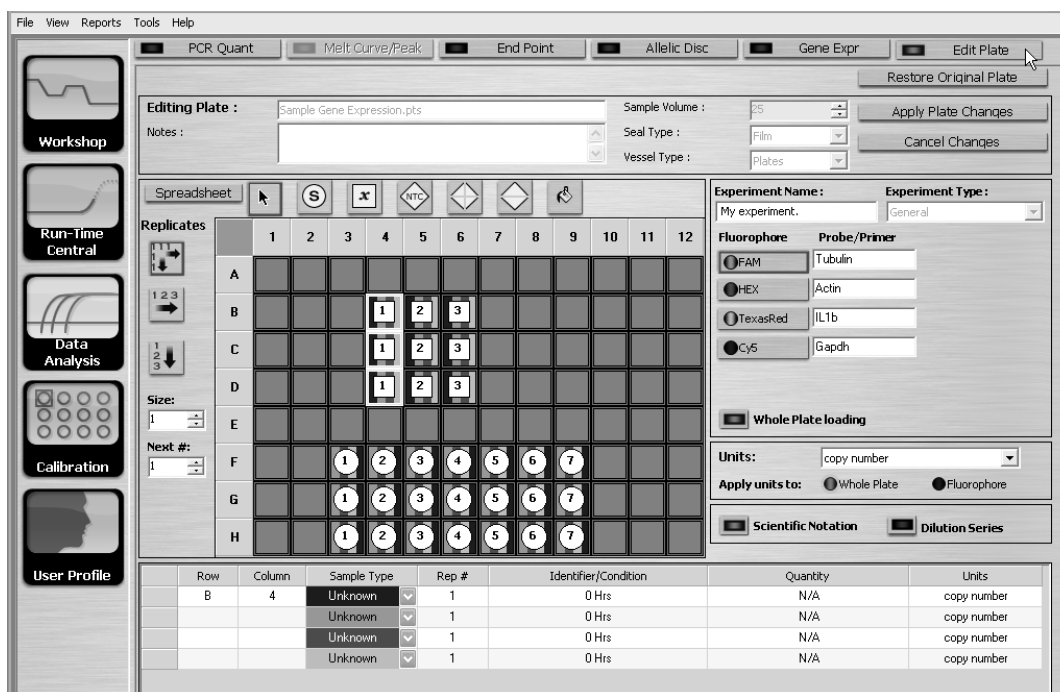 File View Reports Tools Help
PCR Quant Melt Curve/Peak End Point Allelic Disc Gene Expr Edit Plate
Restore Original Plate
Editing Plate : Sample Gene Expression.pts Sample Volume : 25 Apply Plate Changes
Notes : Seal Type : Film Cancel Changes
Vessel Type : Plates
Workshop
Run-Time
Central
Data
Analysis
Calibration
User Profile
Spreadsheet S x NTC
Replicates
1 2 3 4 5 6 7 8 9 10 11 12
1 1
1 2 3
1
2
3
Size:
1
Next #:
1
A
B 1 2 3
C 1 2 3
D 1 2 3
E
F 1 2 3 4 5 6 7
G 1 2 3 4 5 6 7
H 1 2 3 4 5 6 7
Experiment Name : Experiment Type :
My experiment. General
Fluorophore Probe/Primer
FAM Tubulin
HEX Actin
TexasRed IL1b
Cy5 Gapdh
Whole Plate loading
Units: copy number
Apply units to: Whole Plate Fluorophore
Scientific Notation Dilution Series
Row Column Sample Type Rep # Identifier/Condition Quantity Units
B 4 Unknown 1 0 Hrs N/A copy number
Unknown 1 0 Hrs N/A copy number
Unknown 1 0 Hrs N/A copy number
Unknown 1 0 Hrs N/A copy number